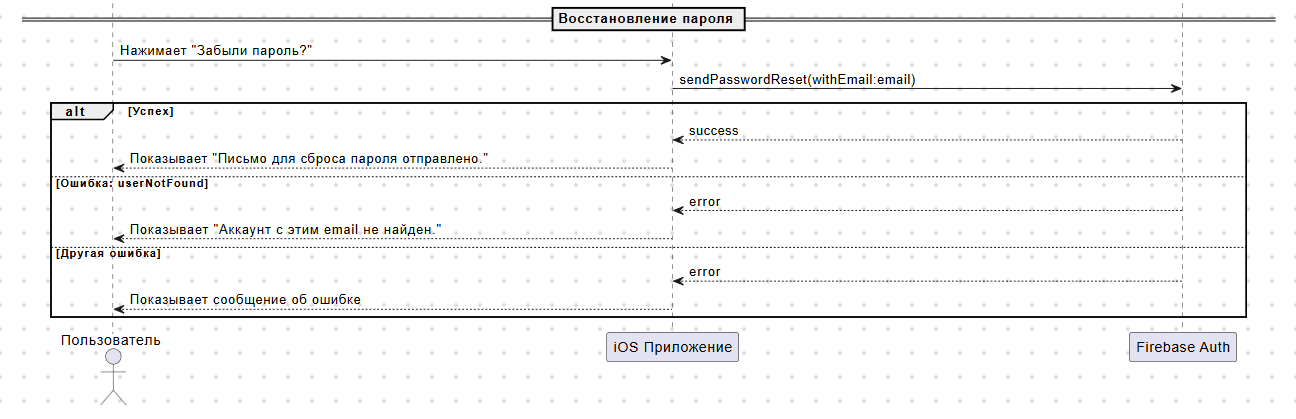 Восстановление пароля
Нажимает "Забыли пароль?"
sendPasswordReset(withEmail:email)
alt
[Успех]
success
Показывает "Письмо для сброса пароля отправлено."
[Ошибка: userNotFound]
error
Показывает "Аккаунт с этим email не найден."
[Другая ошибка]
error
Показывает сообщение об ошибке
Пользователь
iOS Приложение
Firebase Auth